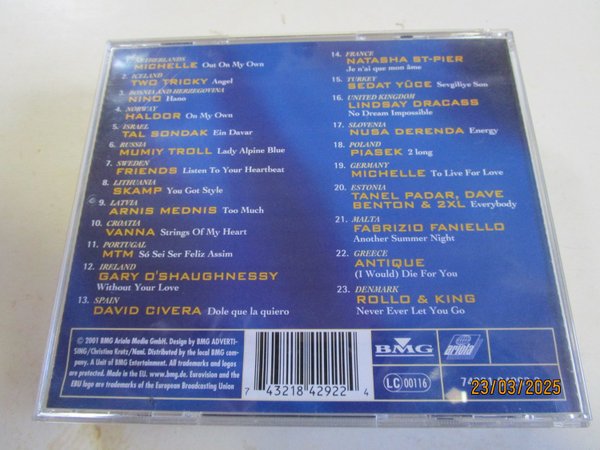 NETHERLANDS
MICHELLE Out On My Own
2. ICELAND
TWO TRICKY Angel
3. BOSNIA AND HERZEGOVINA
NINO Hano
4. NORWAY
HALDOR On My Own
5. ISRAEL
TAL SONDAK Ein Davar
6. RUSSIA
MUMIY TROLL Lady Alpine Blue
7. SWEDEN
FRIENDS Listen To Your Heartbeat
8. LITHUANIA
SKAMP You Got Style
9. LATVIA
ARNIS MEDNIS Too Much
10. CROATIA
VANNA Strings Of My Heart
11. PORTUGAL
MTM Só Sei Ser Feliz Assim
12. IRELAND
GARY O'SHAUGHNESSY
Without Your Love
13. SPAIN
DAVID CIVERA Dole que la quiero
14. FRANCE
NATASHA ST-PIER
Je n'ai que mon âme
15. TURKEY
SEDAT YÜCE Sevgiliye Son
16. UNITED KINGDOM
LINDSAY DRACASS
No Dream Impossible
17. SLOVENIA
NUSA DERENDA Energy
18. POLAND
PIASEK 2 long
19. GERMANY
MICHELLE To Live For Love
20. ESTONIA
TANEL PADAR, DAVE
BENTON & 2XL Everybody
21. MALTA
FABRIZIO FANIELLO
Another Summer Night
22. GREECE
ANTIQUE
(I Would) Die For You
23. DENMARK
ROLLO & KING
Never Ever Let You Go
© 2001 BMG Ariola Media GmbH. Design by BMG ADVERTI-
SING/Christina Krutz/Nani. Distributed by the local BMG com-
pany. A Unit of BMG Entertainment. All trademarks and logos
are protected. Made in EU. www.bmg.de. Eurovision and the
EBU logo are trademarks of the European Broadcasting Union
7 43218 42922 4
BMG
ariola
LC 00116
23/03/2025